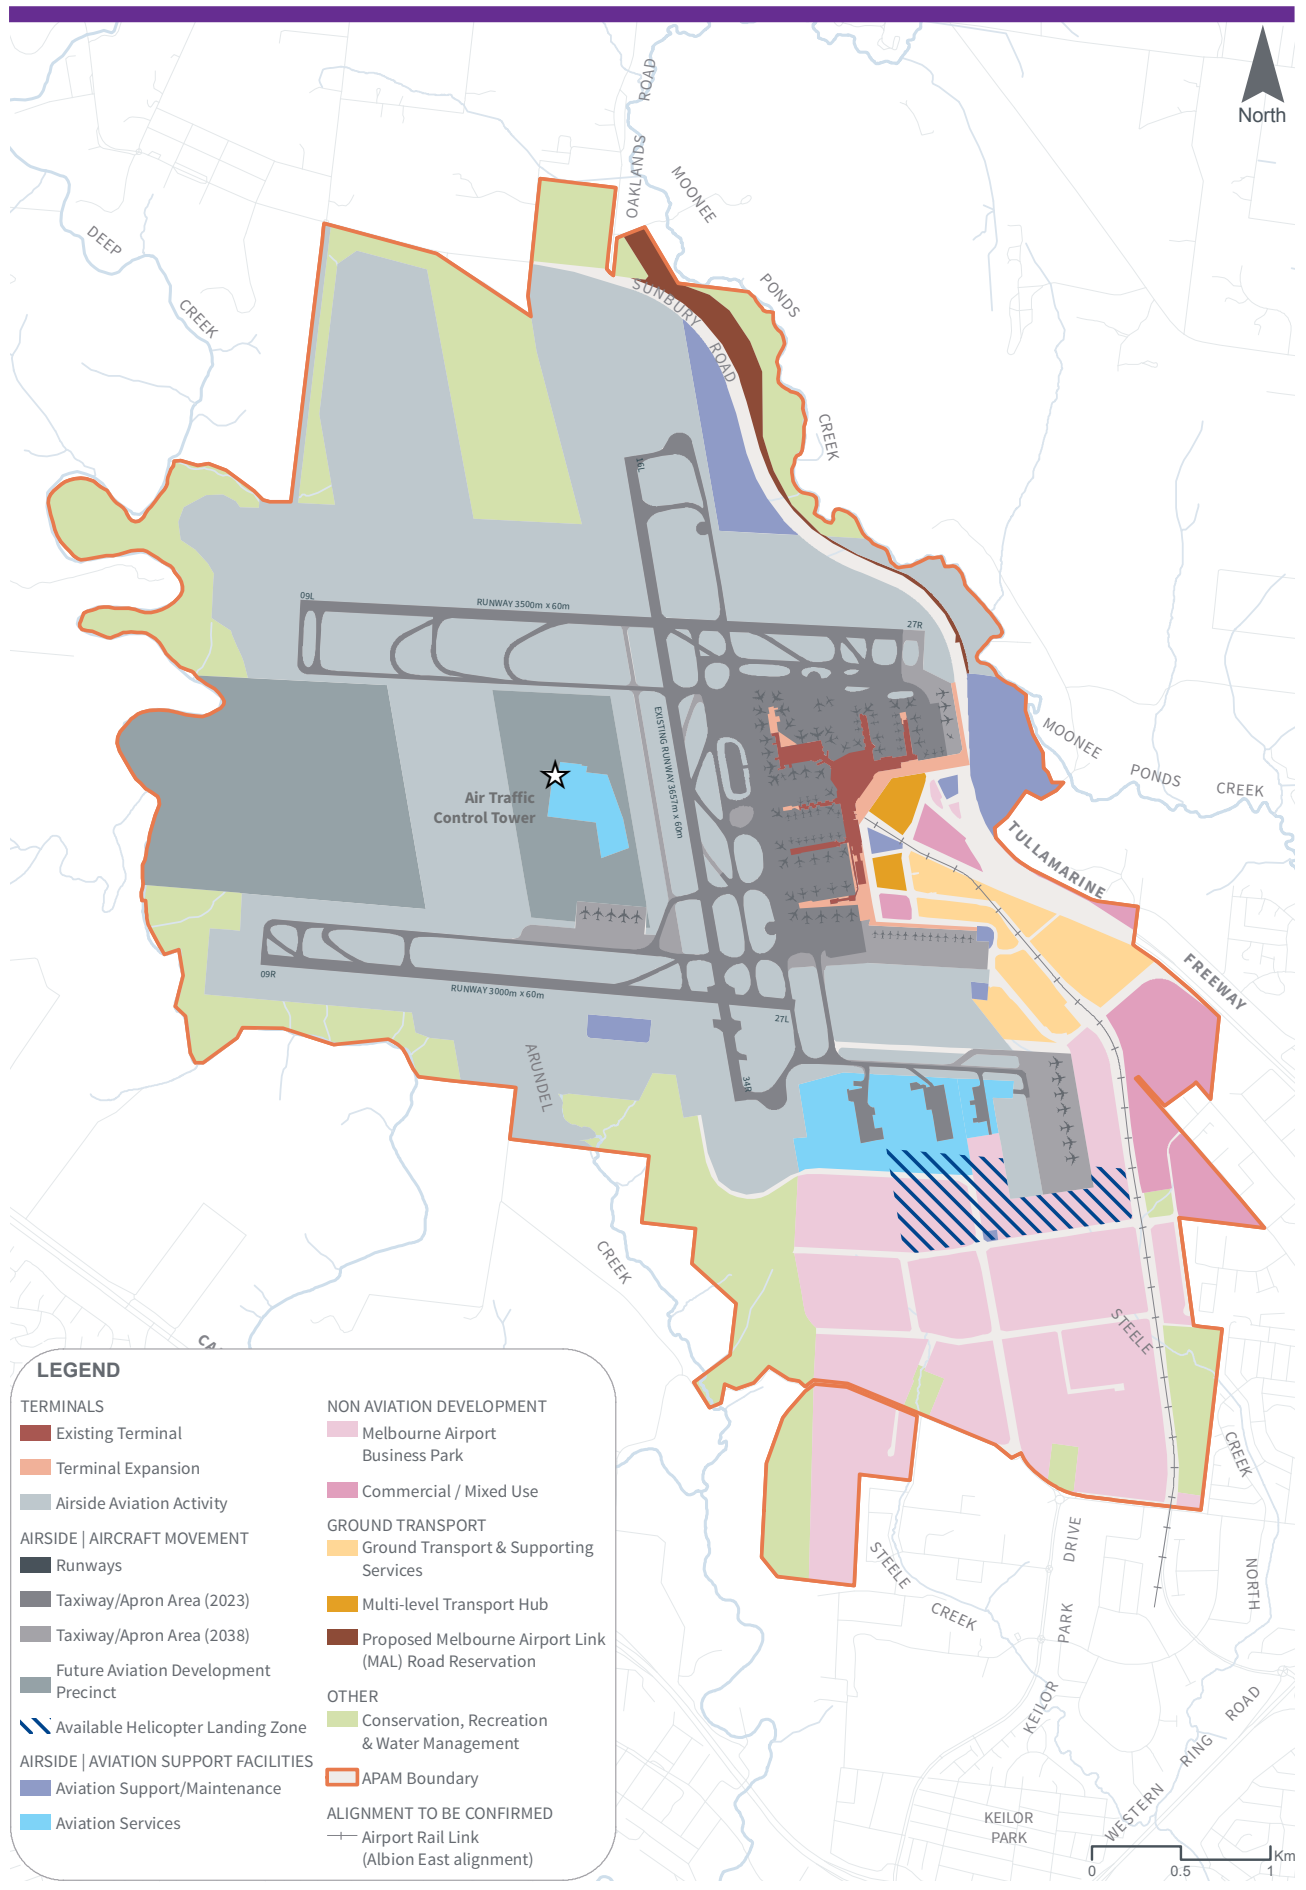 North
OAKLANDS ROAD
MOONEE
PONDS
CREEK
DEEP
CREEK
SUNBURY
ROAD
16L
09L
RUNWAY 3500m x 60m
27R
EXISTING RUNWAY 3657m x 60m
Air Traffic
Control Tower
MOONEE
PONDS
CREEK
TULLAMARINE
FREEWAY
09R
RUNWAY 3000m x 60m
27L
34R
ARUNDEL
CREEK
STEELE
CREEK
NORTH
STEELE
CREEK
KEILOR
PARK
DRIVE
WESTERN
RING
ROAD
KEILOR
PARK
0
0.5
1
Km
LEGEND
TERMINALS
Existing Terminal
Terminal Expansion
Airside Aviation Activity
AIRSIDE | AIRCRAFT MOVEMENT
Runways
Taxiway/Apron Area (2023)
Taxiway/Apron Area (2038)
Future Aviation Development
Precinct
Available Helicopter Landing Zone
AIRSIDE | AVIATION SUPPORT FACILITIES
Aviation Support/Maintenance
Aviation Services
NON AVIATION DEVELOPMENT
Melbourne Airport
Business Park
Commercial / Mixed Use
GROUND TRANSPORT
Ground Transport & Supporting
Services
Multi-level Transport Hub
Proposed Melbourne Airport Link
(MAL) Road Reservation
OTHER
Conservation, Recreation
& Water Management
APAM Boundary
ALIGNMENT TO BE CONFIRMED
Airport Rail Link
(Albion East alignment)